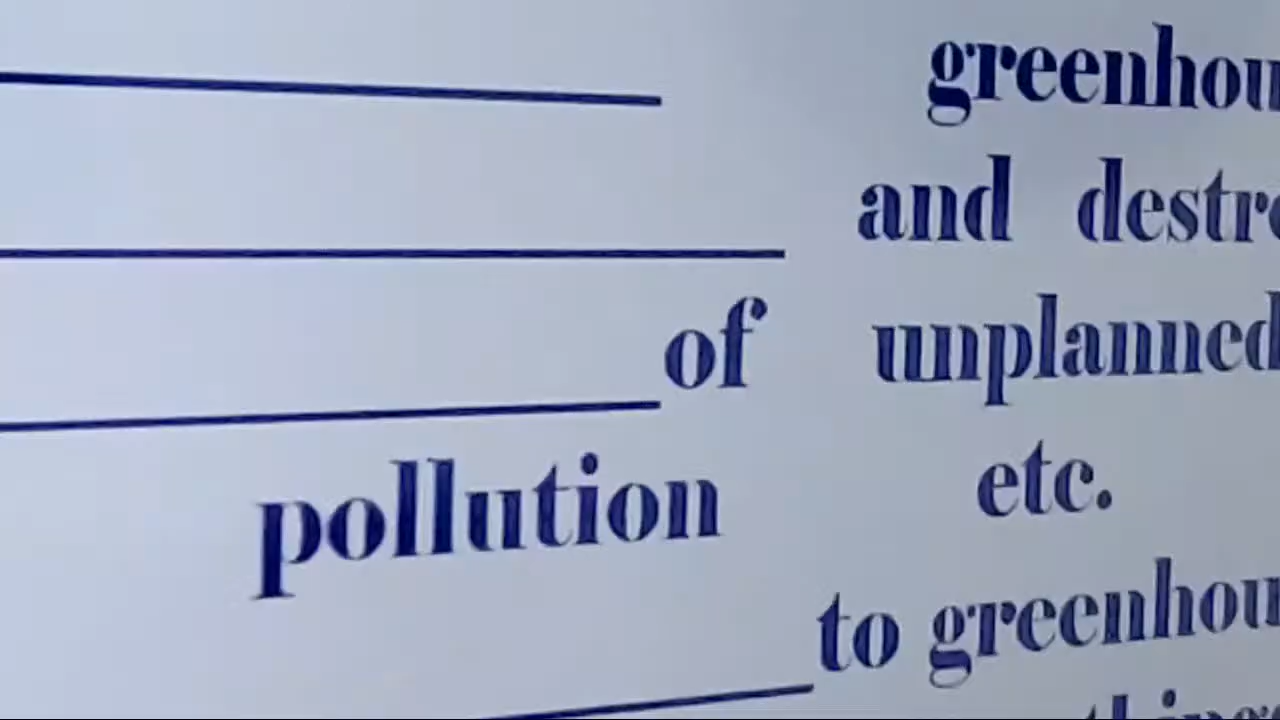 greenhou
and destr
of unplanned
etc.
pollution
to greenhou